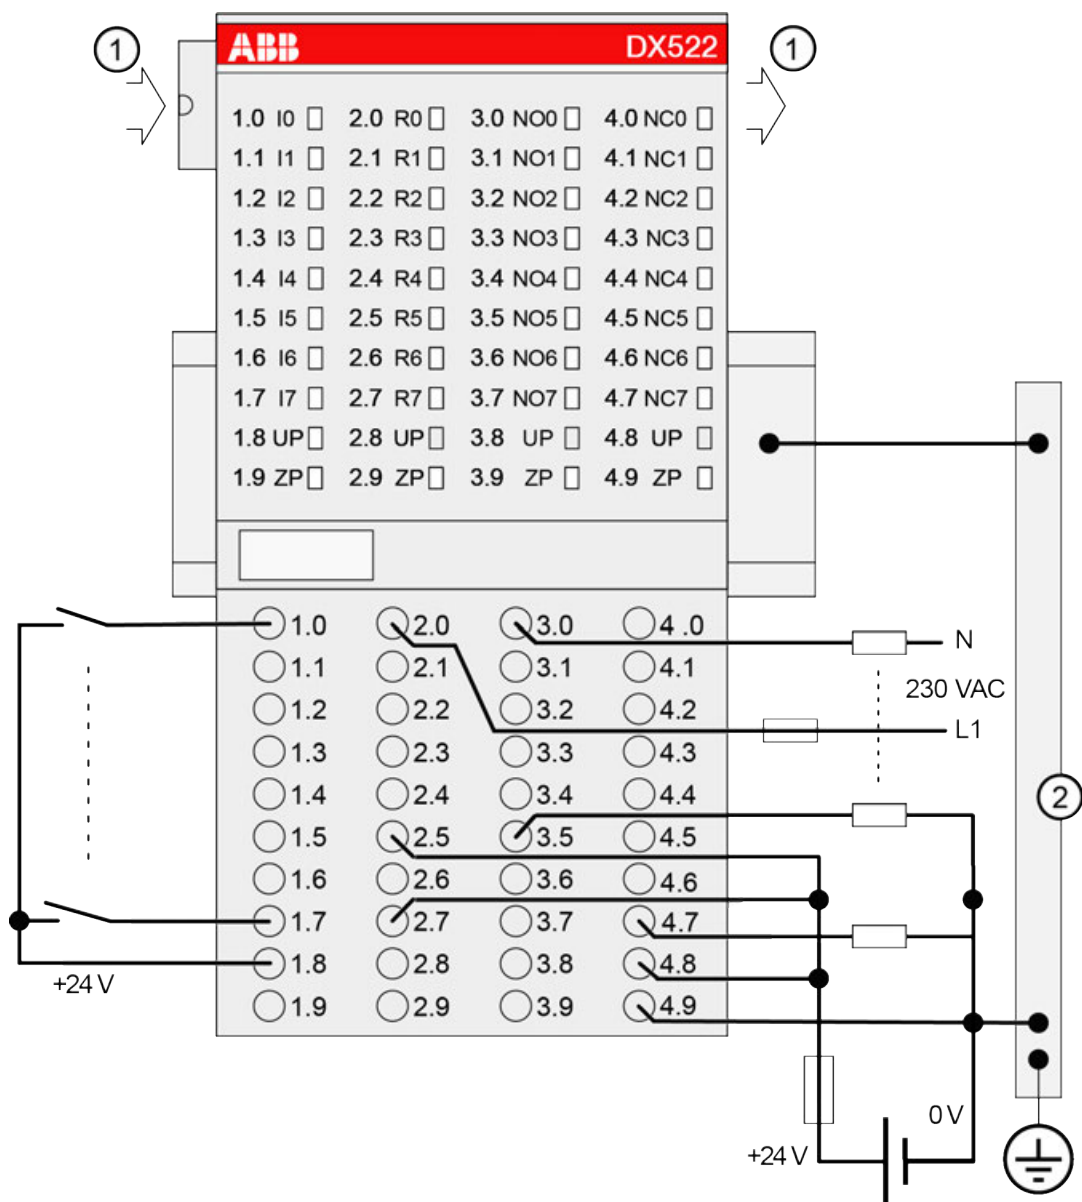 1 ABB DX522 1
1.0 I0 2.0 R0 3.0 NO0 4.0 NC0
1.1 I1 2.1 R1 3.1 NO1 4.1 NC1
1.2 I2 2.2 R2 3.2 NO2 4.2 NC2
1.3 I3 2.3 R3 3.3 NO3 4.3 NC3
1.4 I4 2.4 R4 3.4 NO4 4.4 NC4
1.5 I5 2.5 R5 3.5 NO5 4.5 NC5
1.6 I6 2.6 R6 3.6 NO6 4.6 NC6
1.7 I7 2.7 R7 3.7 NO7 4.7 NC7
1.8 UP 2.8 UP 3.8 UP 4.8 UP
1.9 ZP 2.9 ZP 3.9 ZP 4.9 ZP
1.0 2.0 3.0 4 .0
N
1.1 2.1 3.1 4.1
230 VAC
1.2 2.2 3.2 4.2
L1
1.3 2.3 3.3 4.3
1.4 2.4 3.4 4.4
2
1.5 2.5 3.5 4.5
1.6 2.6 3.6 4.6
1.7 2.7 3.7 4.7
1.8 2.8 3.8 4.8
+24 V
1.9 2.9 3.9 4.9
0 V
+24 V